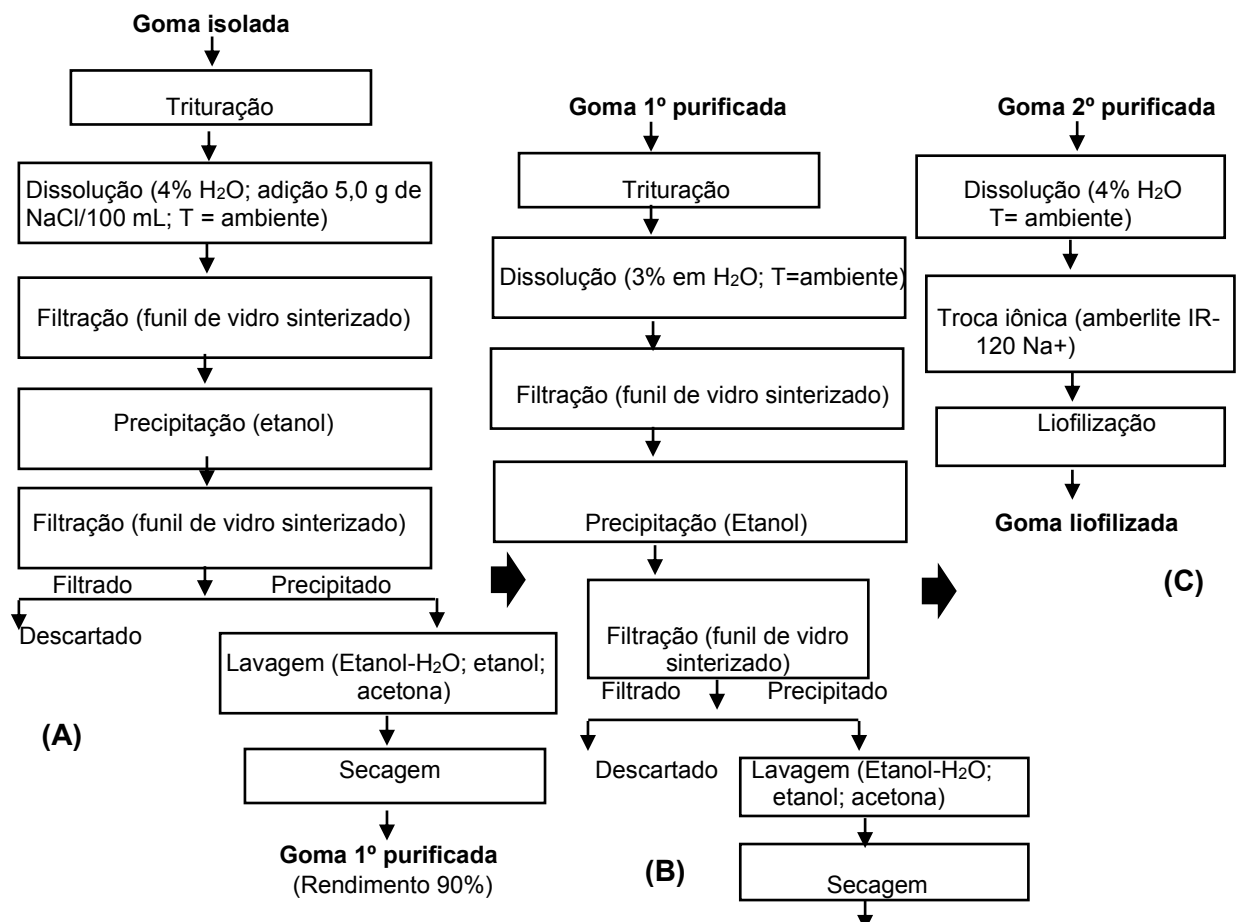 Goma isolada
Trituração
Dissolução (4% H₂O; adição 5,0 g de
NaCl/100 mL; T = ambiente)
Filtração (funil de vidro sinterizado)
Precipitação (etanol)
Filtração (funil de vidro sinterizado)
Filtrado
Precipitado
Descartado
Lavagem (Etanol-H₂O; etanol;
acetona)
(A)
Secagem
Goma 1º purificada
(Rendimento 90%)
Goma 1º purificada
Trituração
Dissolução (3% em H₂O; T=ambiente)
Filtração (funil de vidro sinterizado)
Precipitação (Etanol)
Filtração (funil de vidro
sinterizado)
Filtrado
Precipitado
Descartado
Lavagem (Etanol-H₂O;
etanol; acetona)
(B)
Secagem
Goma 2º purificada
Dissolução (4% H₂O
T= ambiente)
Troca iônica (amberlite IR-
120 Na+)
Liofilização
Goma liofilizada
(C)